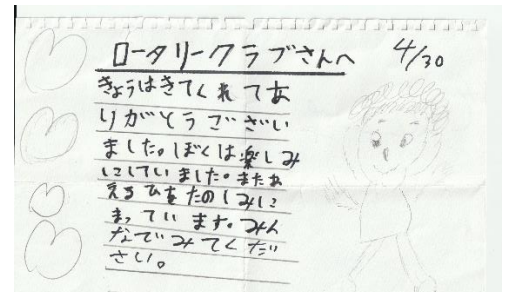 ロータリークラブさんへ 4/30
きょうはきてくれてあ
りがとうござい
ました。ぼくは楽しみ
にしていました。またあ
えるひをたのしみに
まっています。みん
なでみてくだ
さい。